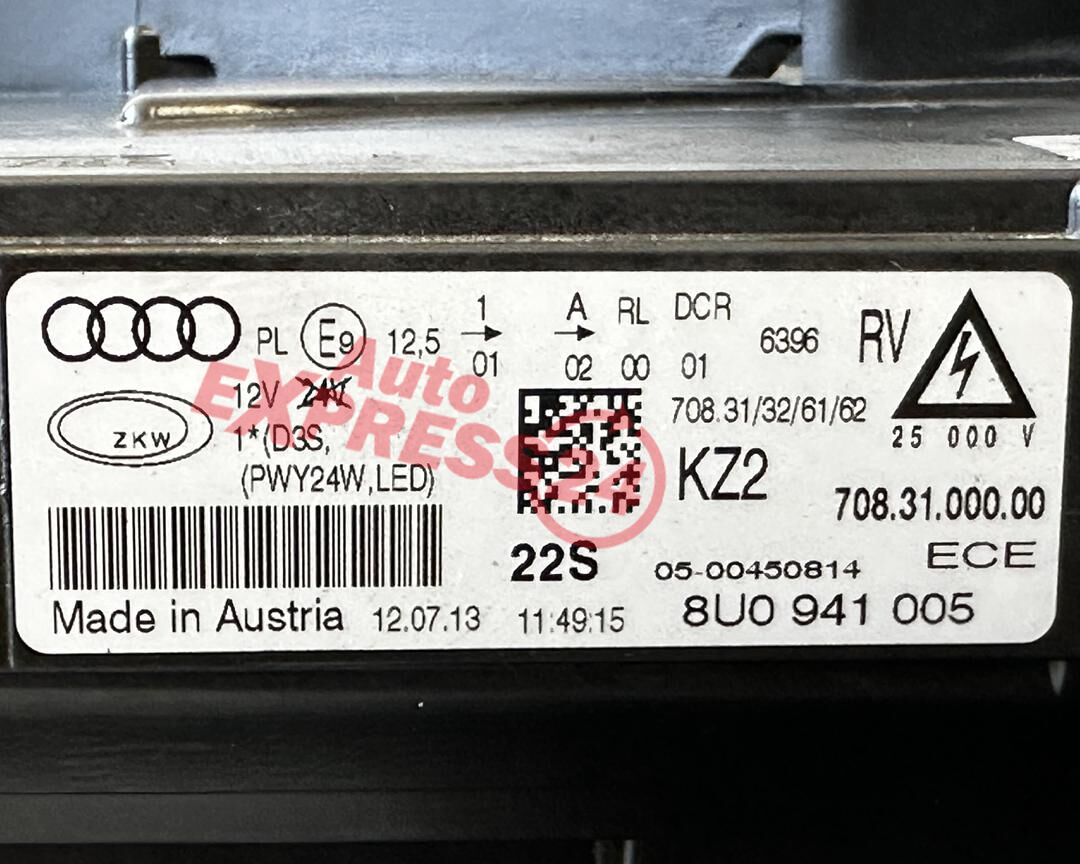 PL E9 12,5 1 A RL DCR 6396 RV
01 02 00 01
12V 24V
ZKW
1*(D3S,
(PWY24W,LED)
708.31/32/61/62
25 000 V
KZ2
708.31.000.00
22S
05-00450814
ECE
Made in Austria 12.07.13 11:49:15 8U0 941 005
Auto
EXPRESS24